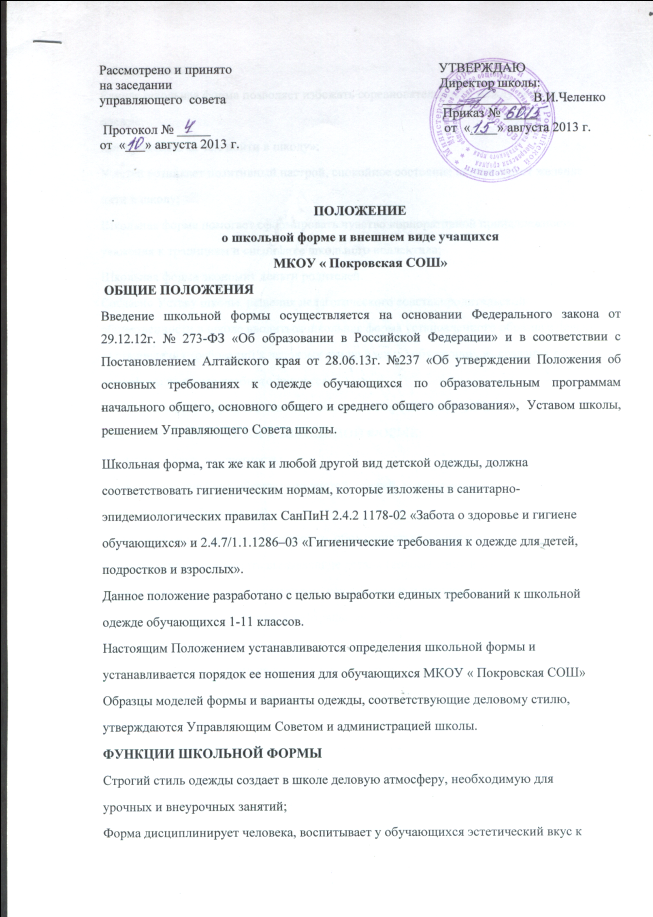 Рассмотрено и принято
на заседании
управляющего совета
Протокол № 4
от «10» августа 2013 г.
УТВЕРЖДАЮ
Директор школы:
В.И.Челенко
Приказ № 60/5
от «15» августа 2013 г.
ПОЛОЖЕНИЕ
о школьной форме и внешнем виде учащихся
МКОУ « Покровская СОШ»
ОБЩИЕ ПОЛОЖЕНИЯ
Введение школьной формы осуществляется на основании Федерального закона от
29.12.12г. № 273-ФЗ «Об образовании в Российской Федерации» и в соответствии с
Постановлением Алтайского края от 28.06.13г. №237 «Об утверждении Положения об
основных требованиях к одежде обучающихся по образовательным программам
начального общего, основного общего и среднего общего образования», Уставом школы,
решением Управляющего Совета школы.
Школьная форма, так же как и любой другой вид детской одежды, должна
соответствовать гигиеническим нормам, которые изложены в санитарно-
эпидемиологических правилах СанПиН 2.4.2 1178-02 «Забота о здоровье и гигиене
обучающихся» и 2.4.7/1.1.1286–03 «Гигиенические требования к одежде для детей,
подростков и взрослых».
Данное положение разработано с целью выработки единых требований к школьной
одежде обучающихся 1-11 классов.
Настоящим Положением устанавливаются определения школьной формы и
устанавливается порядок ее ношения для обучающихся МКОУ « Покровская СОШ»
Образцы моделей формы и варианты одежды, соответствующие деловому стилю,
утверждаются Управляющим Советом и администрацией школы.
ФУНКЦИИ ШКОЛЬНОЙ ФОРМЫ
Строгий стиль одежды создает в школе деловую атмосферу, необходимую для
урочных и внеурочных занятий;
Форма дисциплинирует человека, воспитывает у обучающихся эстетический вкус к